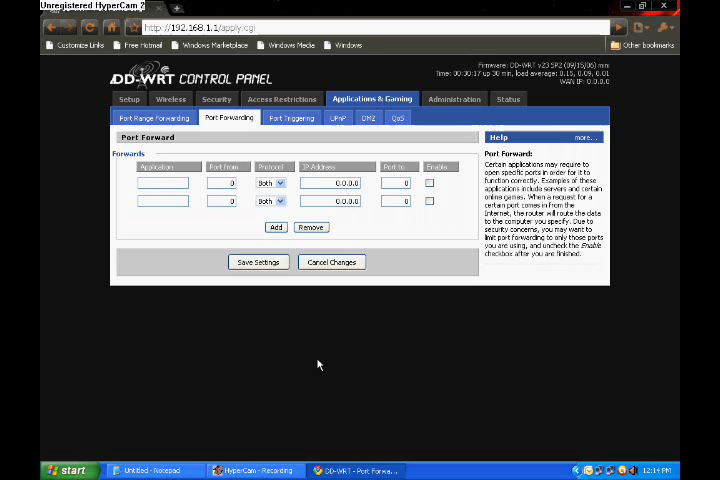 Unregistered HyperCam 2
http://192.168.1.1/apply.cgi
Customize Links Free Hotmail Windows Marketplace Windows Media Windows Other bookmarks
DD-WRT CONTROL PANEL
Firmware: DD-WRT v23 SP2 (09/15/06) mini
Time: 00:30:17 up 30 min, load average: 0.15, 0.09, 0.01
WAN IP: 0.0.0.0
Setup Wireless Security Access Restrictions Applications & Gaming Administration Status
Port Range Forwarding Port Forwarding Port Triggering UPnP DMZ QoS
Port Forward
Forwards
Application Port from Protocol IP Address Port to Enable
0 Both 0.0.0.0 0
0 Both 0.0.0.0 0
Add Remove
Save Settings Cancel Changes
Help more...
Port Forward:
Certain applications may require to
open specific ports in order for it to
function correctly. Examples of these
applications include servers and certain
online games. When a request for a
certain port comes in from the
Internet, the router will route the data
to the computer you specify. Due to
security concerns, you may want to
limit port forwarding to only those ports
you are using, and uncheck the Enable
checkbox after you are finished.
start Untitled - Notepad HyperCam - Recording DD-WRT - Port Forwa... 12:14 PM